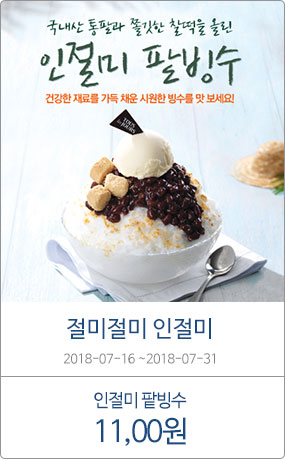 국내산 통팥과 쫄깃한 찰떡을 올린
인절미 팥빙수
건강한 재료를 가득 채운 시원한 빙수를 맛 보세요!
TOUS
les JOURS
절미절미 인절미
2018-07-16 ~2018-07-31
인절미 팥빙수
11,00원